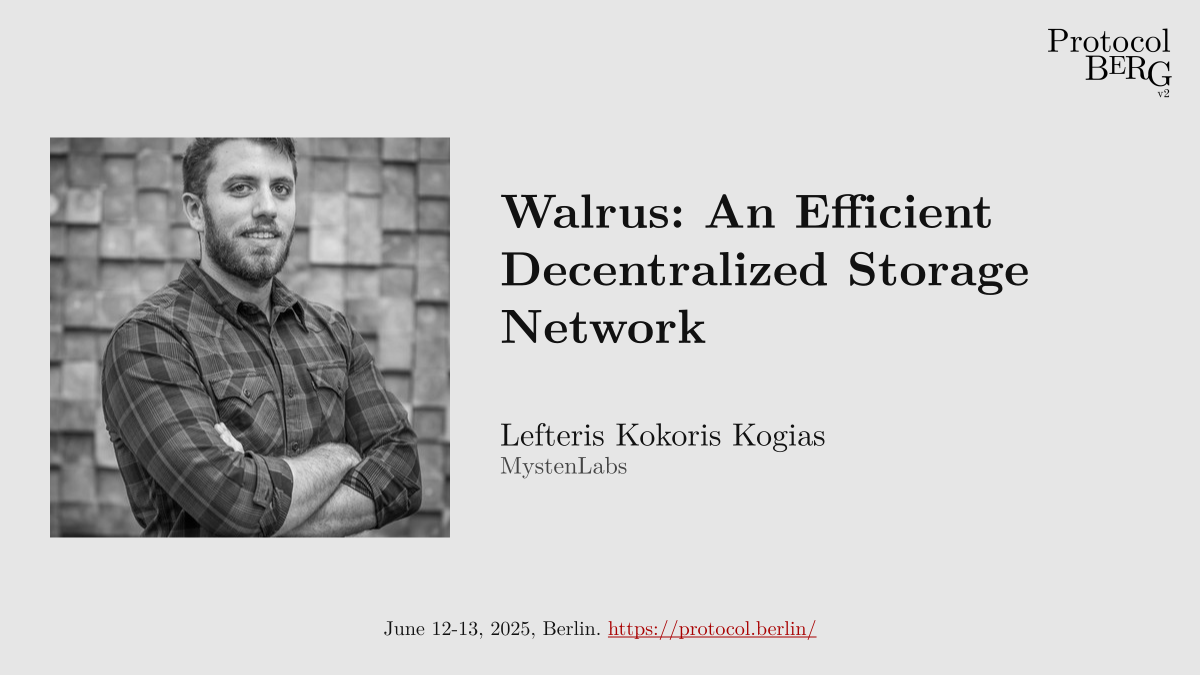 Protocol
BERG
v2
Walrus: An Efficient
Decentralized Storage
Network
Lefteris Kokoris Kogias
MystenLabs
June 12-13, 2025, Berlin. https://protocol.berlin/